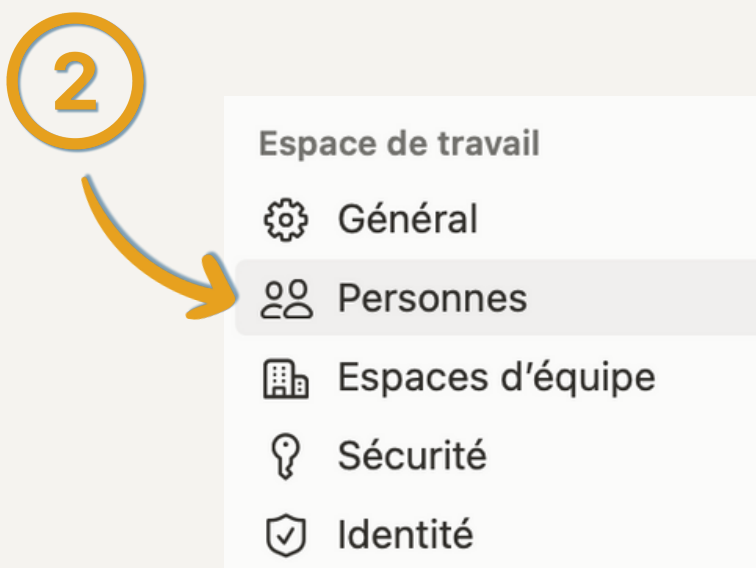 2
Espace de travail
Général
Personnes
Espaces d’équipe
Sécurité
Identité